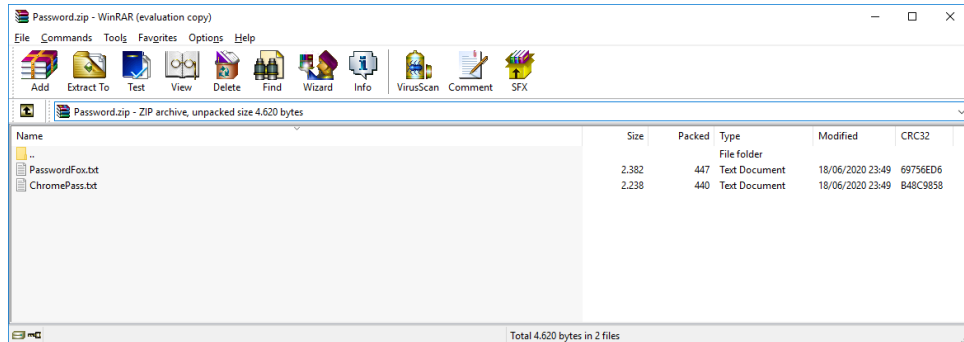 Password.zip - WinRAR (evaluation copy)
File Commands Tools Favorites Options Help
Add Extract To Test View Delete Find Wizard Info VirusScan Comment SFX
Password.zip - ZIP archive, unpacked size 4.620 bytes
Name Size Packed Type Modified CRC32
.. File folder
PasswordFox.txt 2.382 447 Text Document 18/06/2020 23:49 69756ED6
ChromePass.txt 2.238 440 Text Document 18/06/2020 23:49 B48C9858
Total 4.620 bytes in 2 files